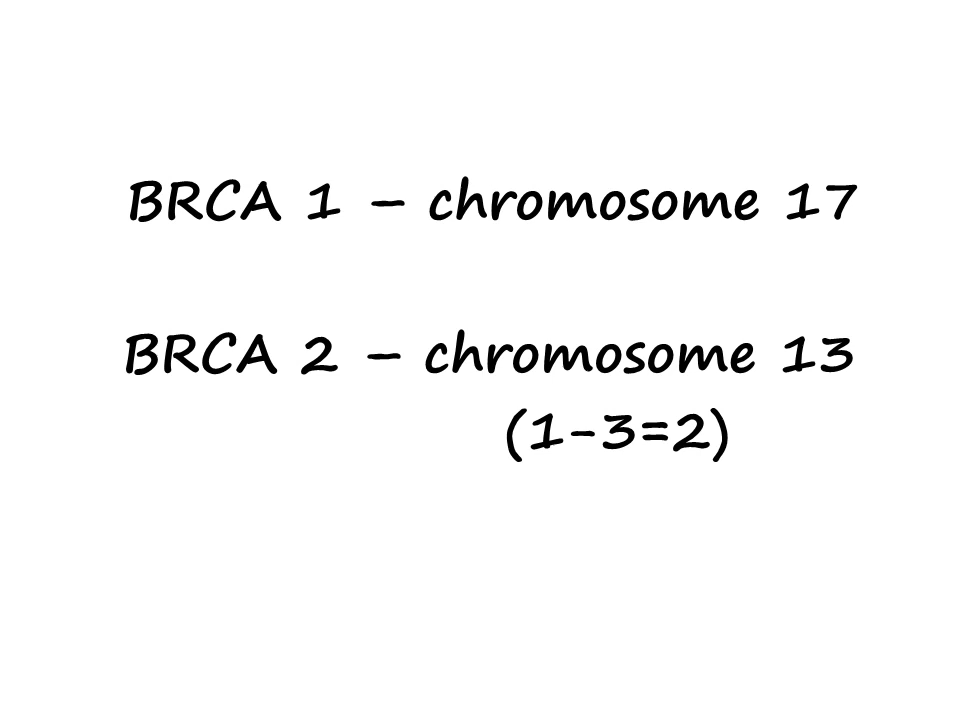 BRCA 1 – chromosome 17
BRCA 2 – chromosome 13
(1-3=2)